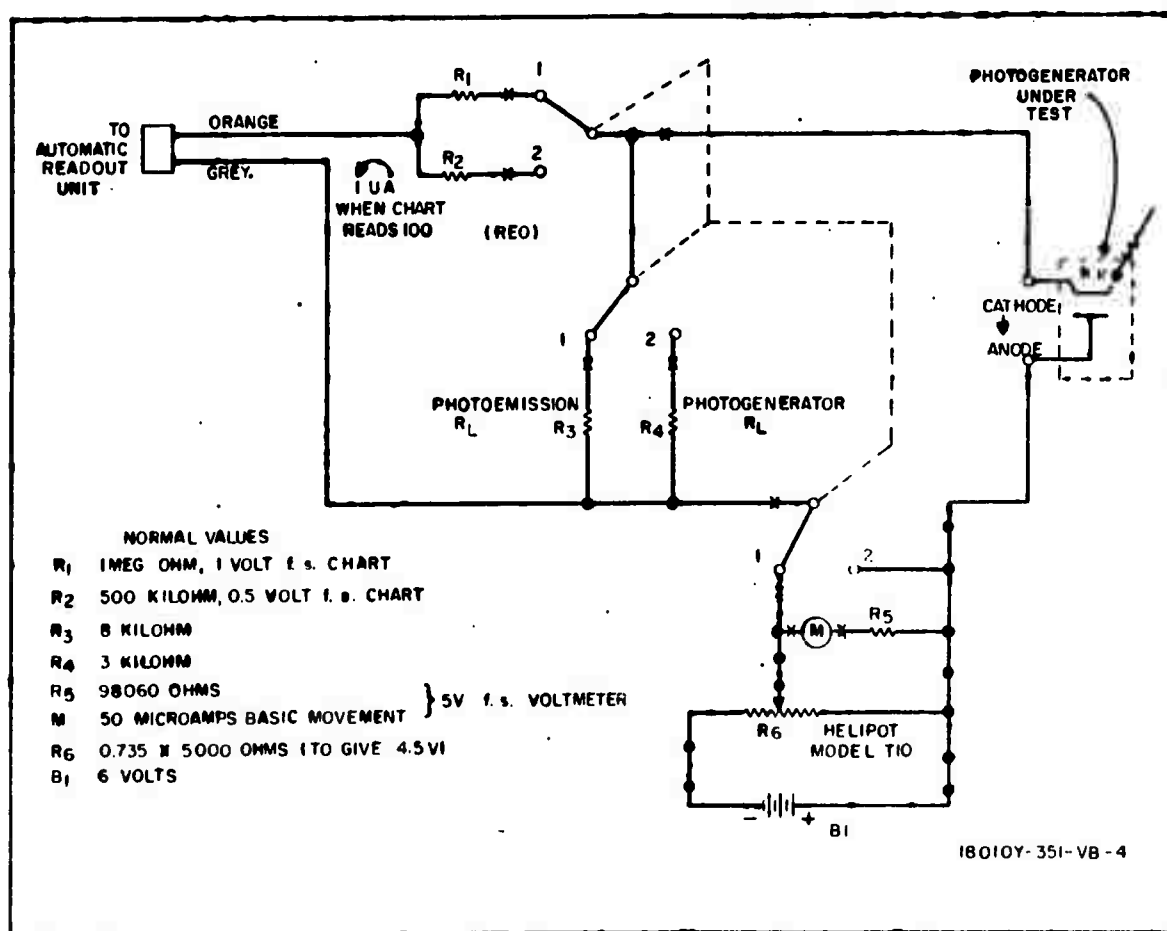 R1
1
ORANGE
TO
AUTOMATIC
READOUT
UNIT
GREY.
R2
2
1 UA
WHEN CHART
READS 100
(REO)
PHOTOGENERATOR
UNDER
TEST
CATHODE
ANODE
1
2
PHOTOEMISSION
RL
R3
R4
PHOTOGENERATOR
RL
1
2
M
R5
R6
HELIPOT
MODEL T10
- +
B1
NORMAL VALUES
R1 1MEG OHM, 1 VOLT f. s. CHART
R2 500 KILOHM, 0.5 VOLT f. s. CHART
R3 8 KILOHM
R4 3 KILOHM
R5 98060 OHMS
M 50 MICROAMPS BASIC MOVEMENT
} 5V f. s. VOLTMETER
R6 0.735 X 5000 OHMS (TO GIVE 4.5V)
B1 6 VOLTS
18010Y-351-VB-4